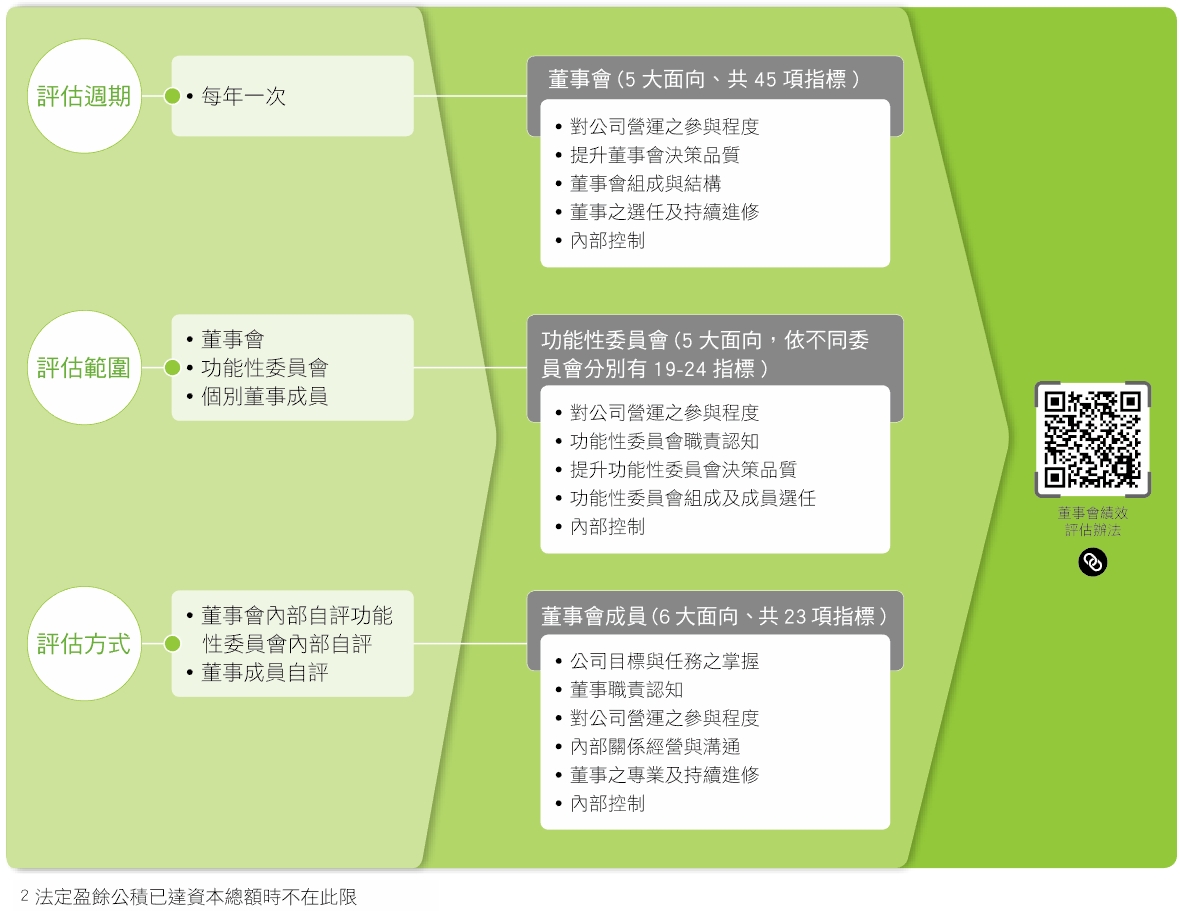 評估週期
• 每年一次
董事會（5 大面向、共 45 項指標）
• 對公司營運之參與程度
• 提升董事會決策品質
• 董事會組成與結構
• 董事之選任及持續進修
• 內部控制
評估範圍
• 董事會
• 功能性委員會
• 個別董事成員
功能性委員會（5 大面向，依不同委
員會分別有 19-24 指標）
• 對公司營運之參與程度
• 功能性委員會職責認知
• 提升功能性委員會決策品質
• 功能性委員會組成及成員選任
• 內部控制
評估方式
• 董事會內部自評功能
性委員會內部自評
• 董事成員自評
董事會成員（6 大面向、共 23 項指標）
• 公司目標與任務之掌握
• 董事職責認知
• 對公司營運之參與程度
• 內部關係經營與溝通
• 董事之專業及持續進修
• 內部控制
董事會績效
評估辦法
2 法定盈餘公積已達資本總額時不在此限